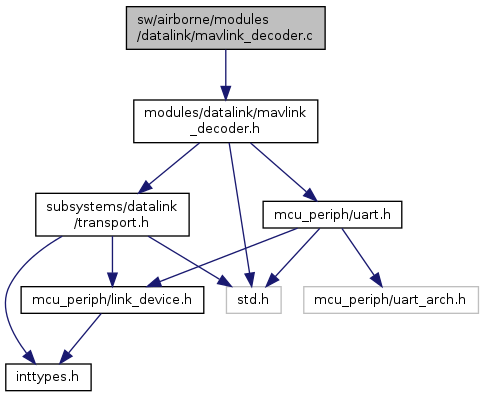 sw/airborne/modules
/datalink/mavlink_decoder.c
modules/datalink/mavlink
_decoder.h
subsystems/datalink
/transport.h
mcu_periph/uart.h
mcu_periph/link_device.h
std.h
mcu_periph/uart_arch.h
inttypes.h